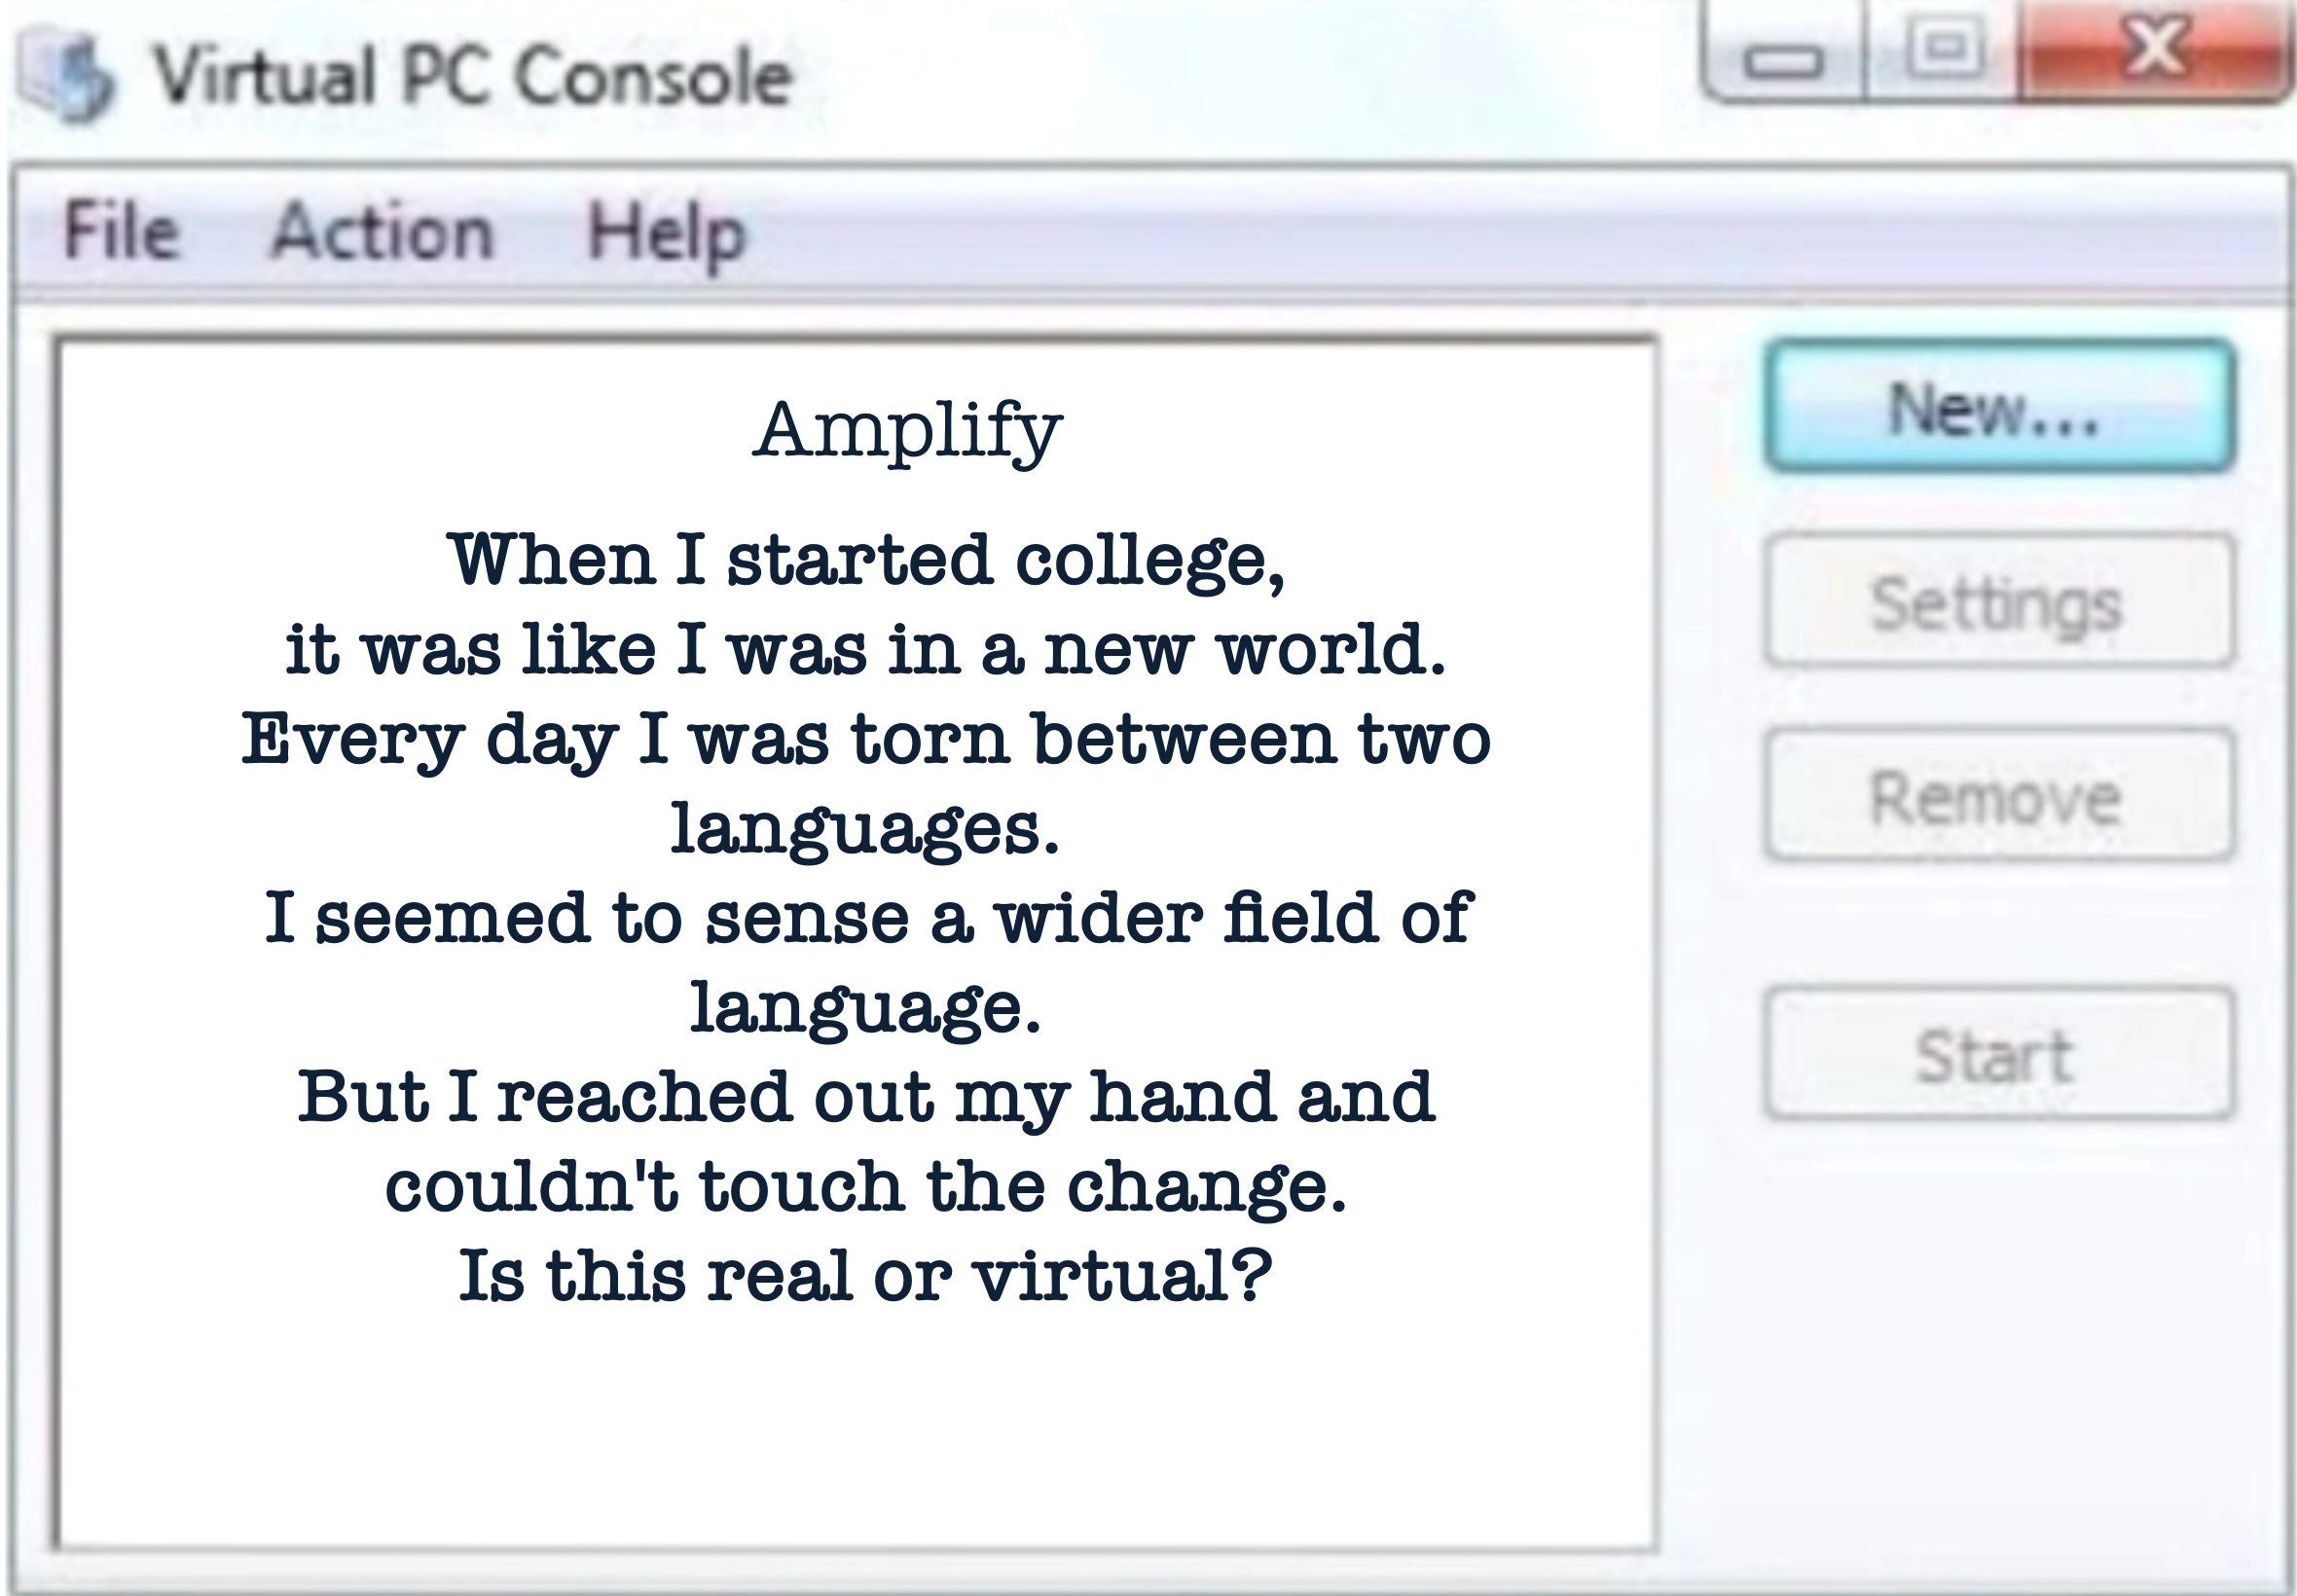 Virtual PC Console
File Action Help
Amplify
When I started college,
it was like I was in a new world.
Every day I was torn between two
languages.
I seemed to sense a wider field of
language.
But I reached out my hand and
couldn't touch the change.
Is this real or virtual?
New...
Settings
Remove
Start